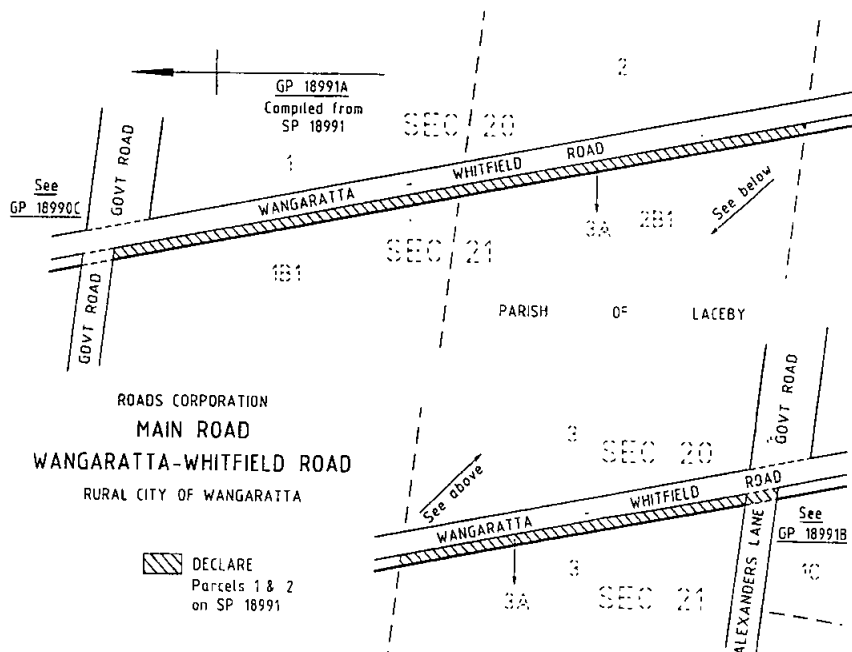 GP 18991A
Compiled from
SP 18991
2
SEC 20
GOVT ROAD
1
See
GP 18990C
WANGARATTA WHITFIELD ROAD
See below
3A
2B1
SEC 21
1B1
GOVT ROAD
PARISH OF LACEBY
ROADS CORPORATION
MAIN ROAD
WANGARATTA-WHITFIELD ROAD
RURAL CITY OF WANGARATTA
DECLARE
Parcels 1 & 2
on SP 18991
GOVT ROAD
3
SEC 20
See above
WANGARATTA WHITFIELD ROAD
See
GP 18991B
3
3A
SEC 21
ALEXANDERS LANE
1C